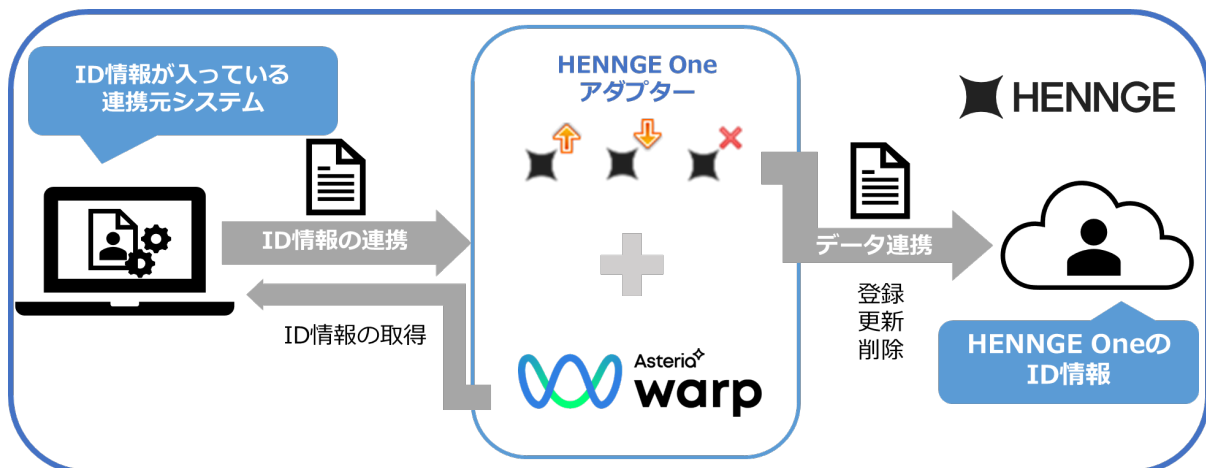 ID情報が入っている
連携元システム
HENNGE One
アダプター
HENNGE
ID情報の連携
データ連携
ID情報の取得
登録
更新
削除
HENNGE Oneの
ID情報
Asteria
warp